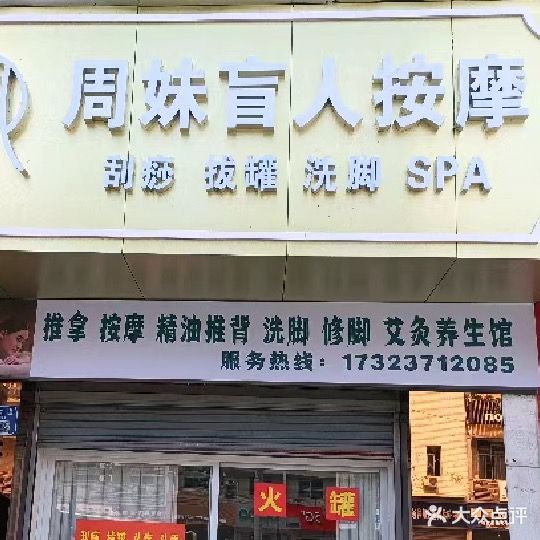 周妹盲人按摩
刮痧 拔罐 洗脚 SPA
推拿 按摩 精油推背 洗脚 修脚 艾灸养生馆
服务热线：17323712085
火 罐
大众点评